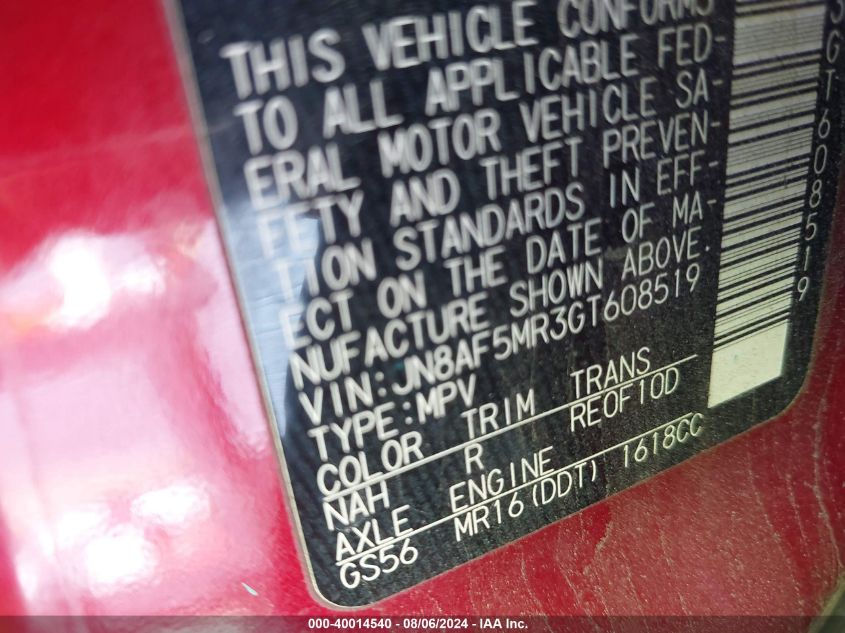 THIS VEHICLE CONFORMS
TO ALL APPLICABLE FED-
ERAL MOTOR VEHICLE SA-
FETY AND THEFT PREVEN-
TION STANDARDS IN EFF-
ECT ON THE DATE OF MA-
NUFACTURE SHOWN ABOVE.
VIN:JN8AF5MR3GT608519
TYPE:MPV
COLOR TRIM TRANS
NAH R RE0F10D
AXLE ENGINE
GS56 MR16(DDT) 1618CC
3GT608519
000-40014540 - 08/06/2024 - IAA Inc.